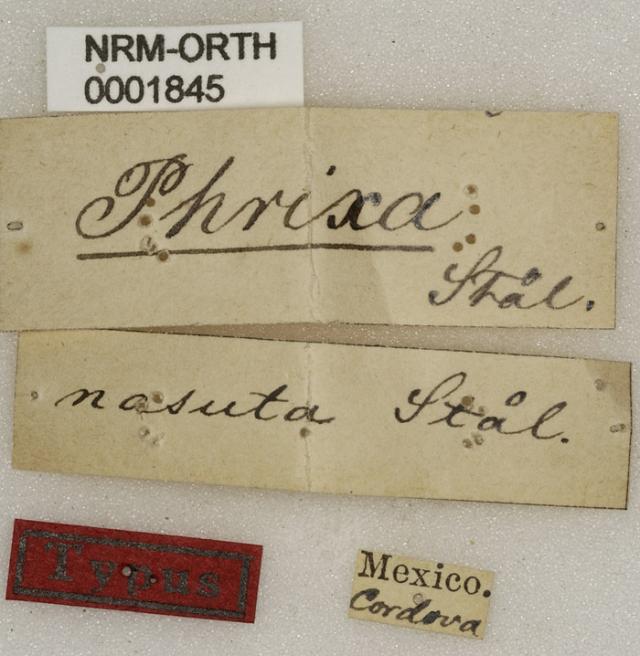 NRM-ORTH
0001845
Phrixa
Stål.
nasuta Stål.
Typus
Mexico.
Cordova